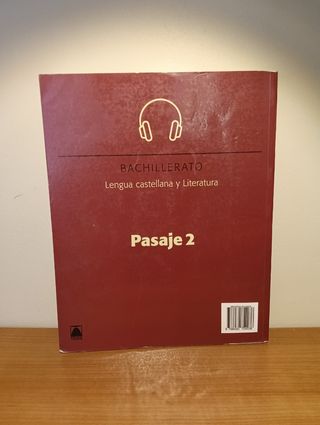 BACHILLERATO
Lengua castellana y Literatura
Pasaje 2